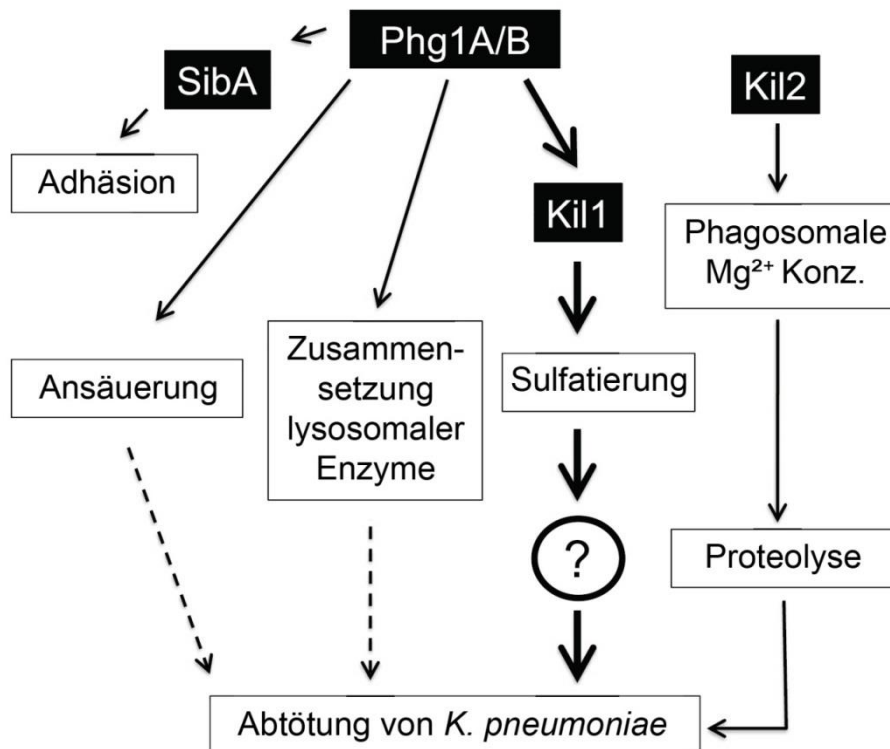 Phg1A/B
SibA
Kil2
Adhäsion
Kil1
Phagosomale
Mg²⁺ Konz.
Ansäuerung
Zusammen-
setzung
lysosomaler
Enzyme
Sulfatierung
?
Proteolyse
Abtötung von K. pneumoniae